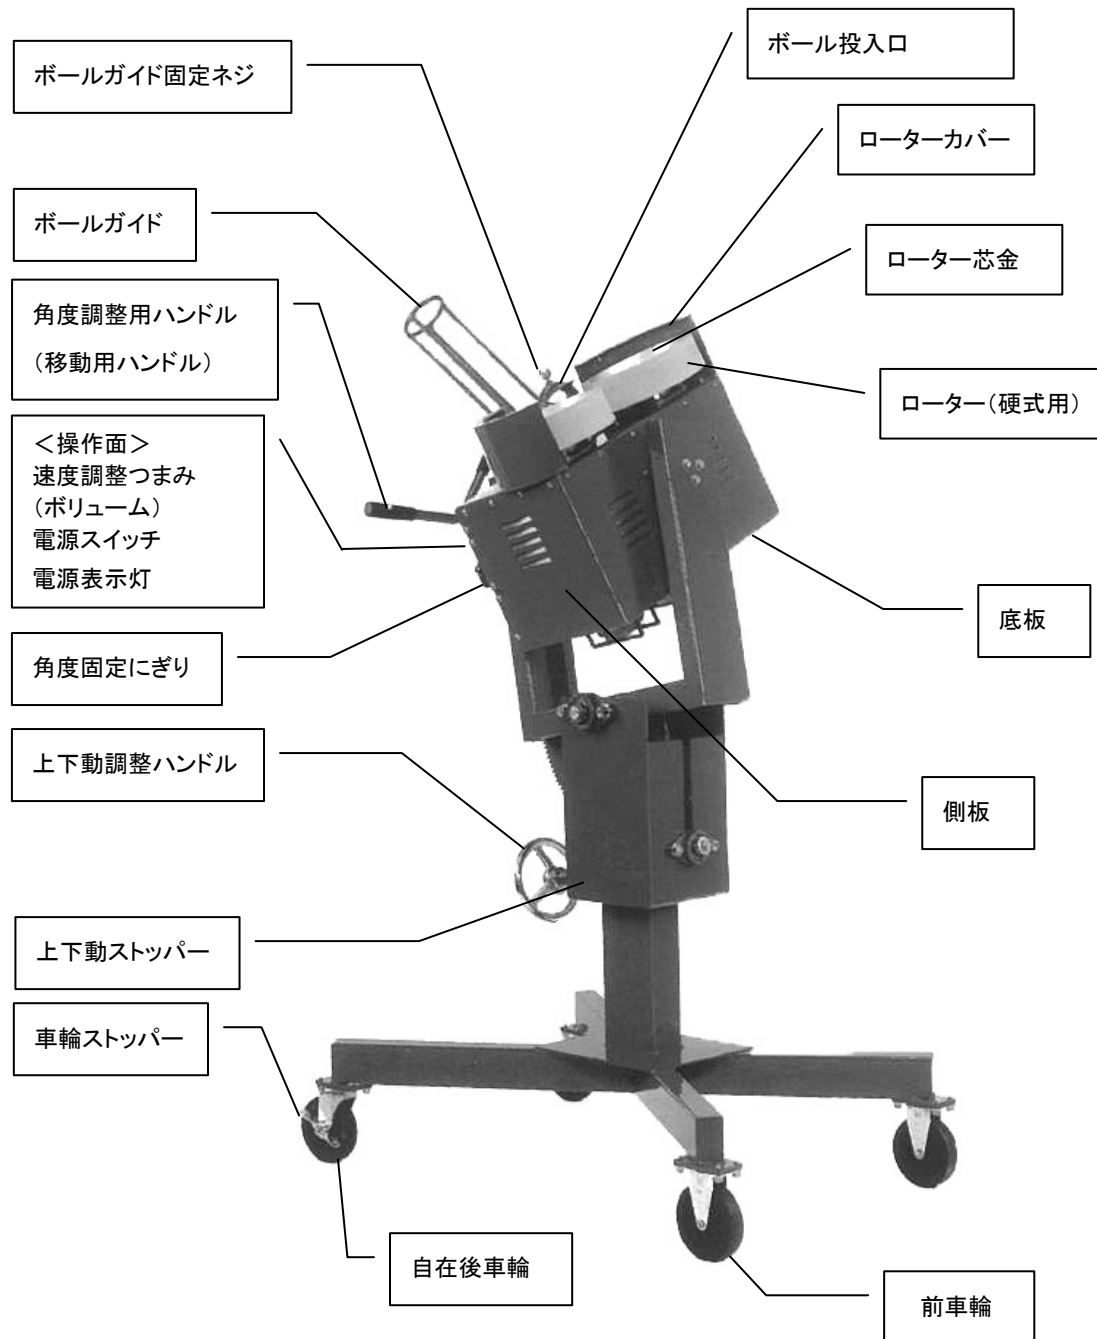 ボールガイド固定ネジ
ボール投入口
ローターカバー
ボールガイド
ローター芯金
角度調整用ハンドル
(移動用ハンドル)
ローター(硬式用)
＜操作面＞
速度調整つまみ
(ボリューム)
電源スイッチ
電源表示灯
底板
角度固定にぎり
上下動調整ハンドル
側板
上下動ストッパー
車輪ストッパー
自在後車輪
前車輪